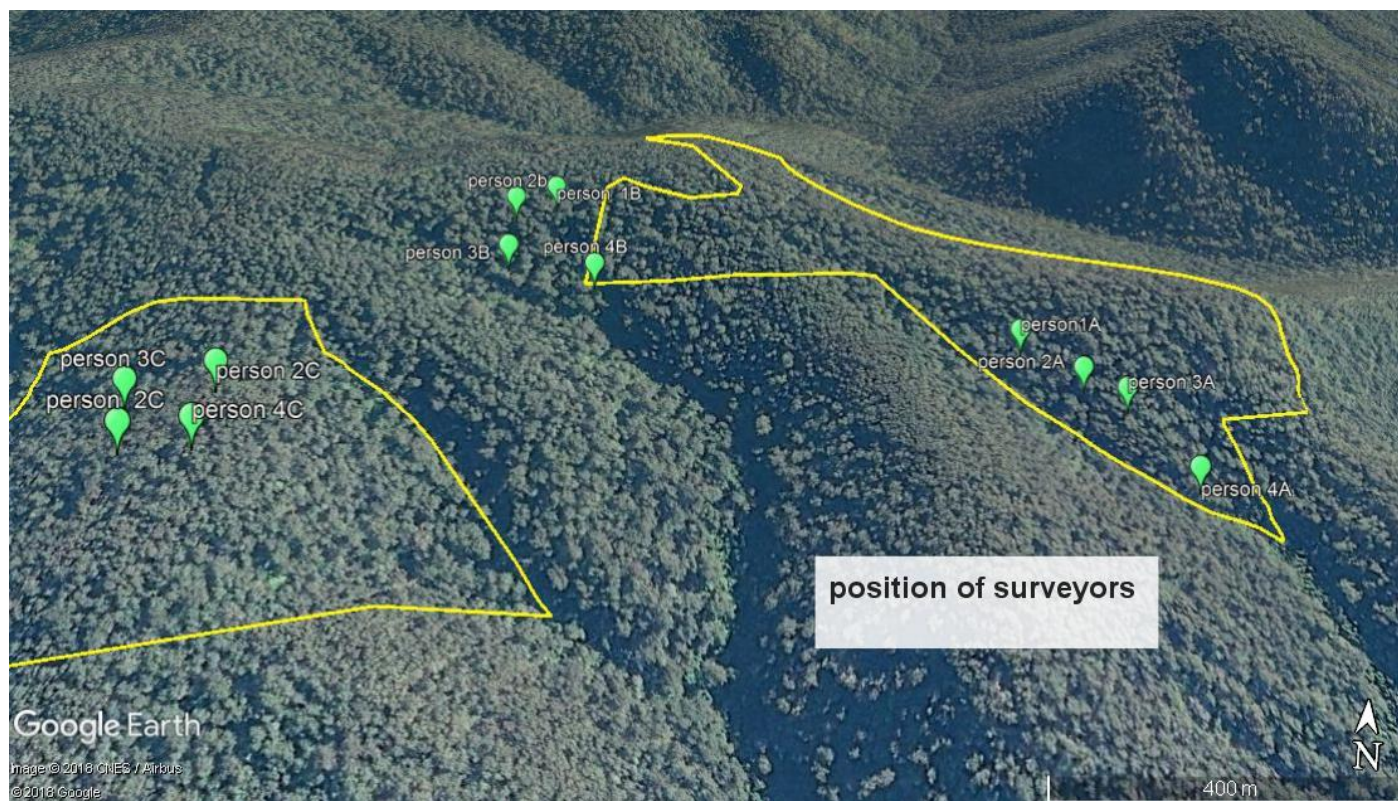 person 2b
person 1B
person 3B
person 4B
person1A
person 2A
person 3A
person 3C
person 2C
person 2C
person 4C
person 4A
position of surveyors
Google Earth
Image © 2018 CNES / Airbus
© 2018 Google
N
400 m